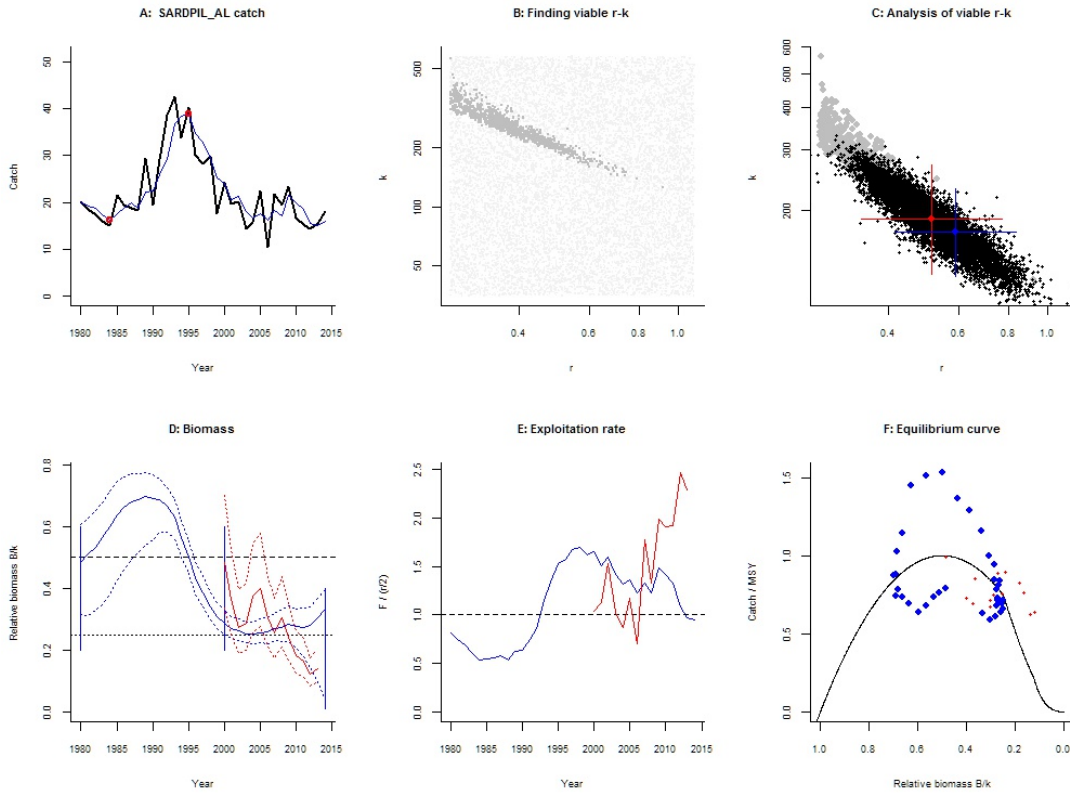 A: SARDPIL_AL catch
Catch
50
40
30
20
10
0
1980 1985 1990 1995 2000 2005 2010 2015
Year
B: Finding viable r-k
k
500
200
100
50
0.4 0.6 0.8 1.0
r
C: Analysis of viable r-k
k
600
500
400
300
200
0.4 0.6 0.8 1.0
r
D: Biomass
Relative biomass B/k
0.8
0.6
0.4
0.2
0.0
1980 1985 1990 1995 2000 2005 2010 2015
Year
E: Exploitation rate
F / (r/2)
2.5
2.0
1.5
1.0
0.5
0.0
1980 1985 1990 1995 2000 2005 2010 2015
Year
F: Equilibrium curve
Catch / MSY
1.5
1.0
0.5
0.0
1.0 0.8 0.6 0.4 0.2 0.0
Relative biomass B/k